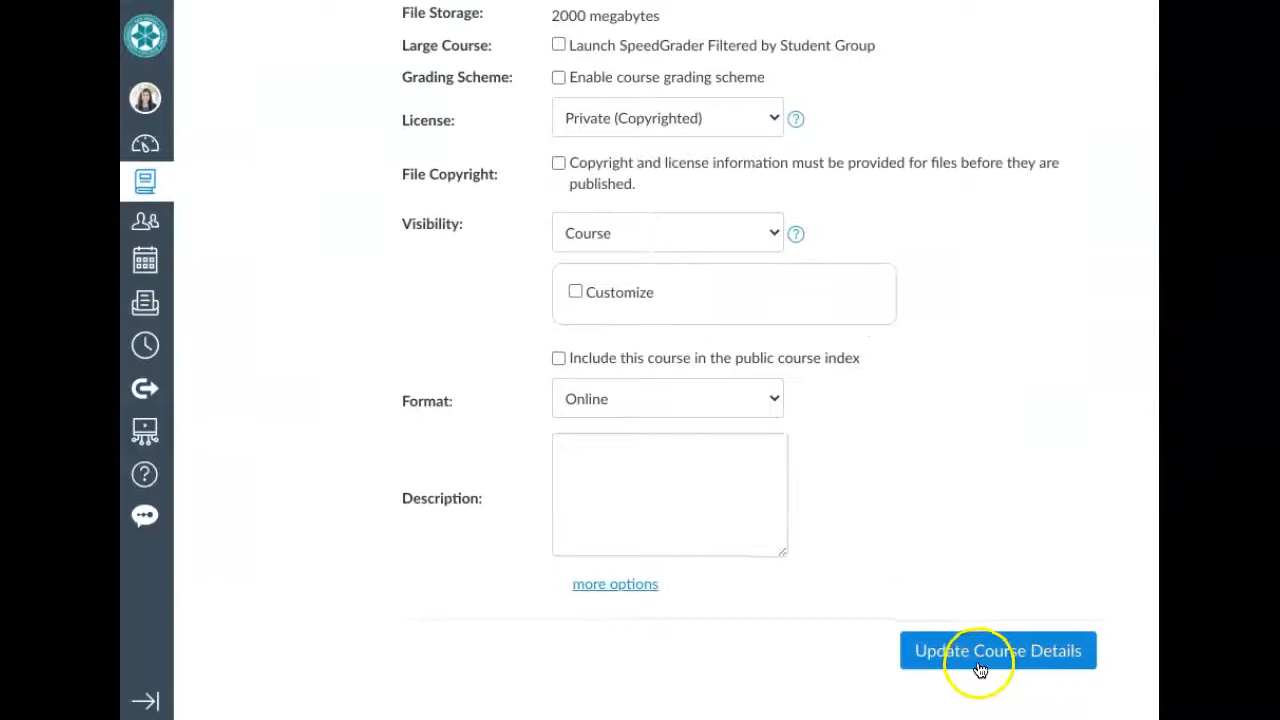 File Storage: 2000 megabytes
Large Course: Launch SpeedGrader Filtered by Student Group
Grading Scheme: Enable course grading scheme
License: Private (Copyrighted) ?
File Copyright: Copyright and license information must be provided for files before they are
published.
Visibility: Course ?
Customize
Include this course in the public course index
Format: Online
Description:
more options
Update Course Details